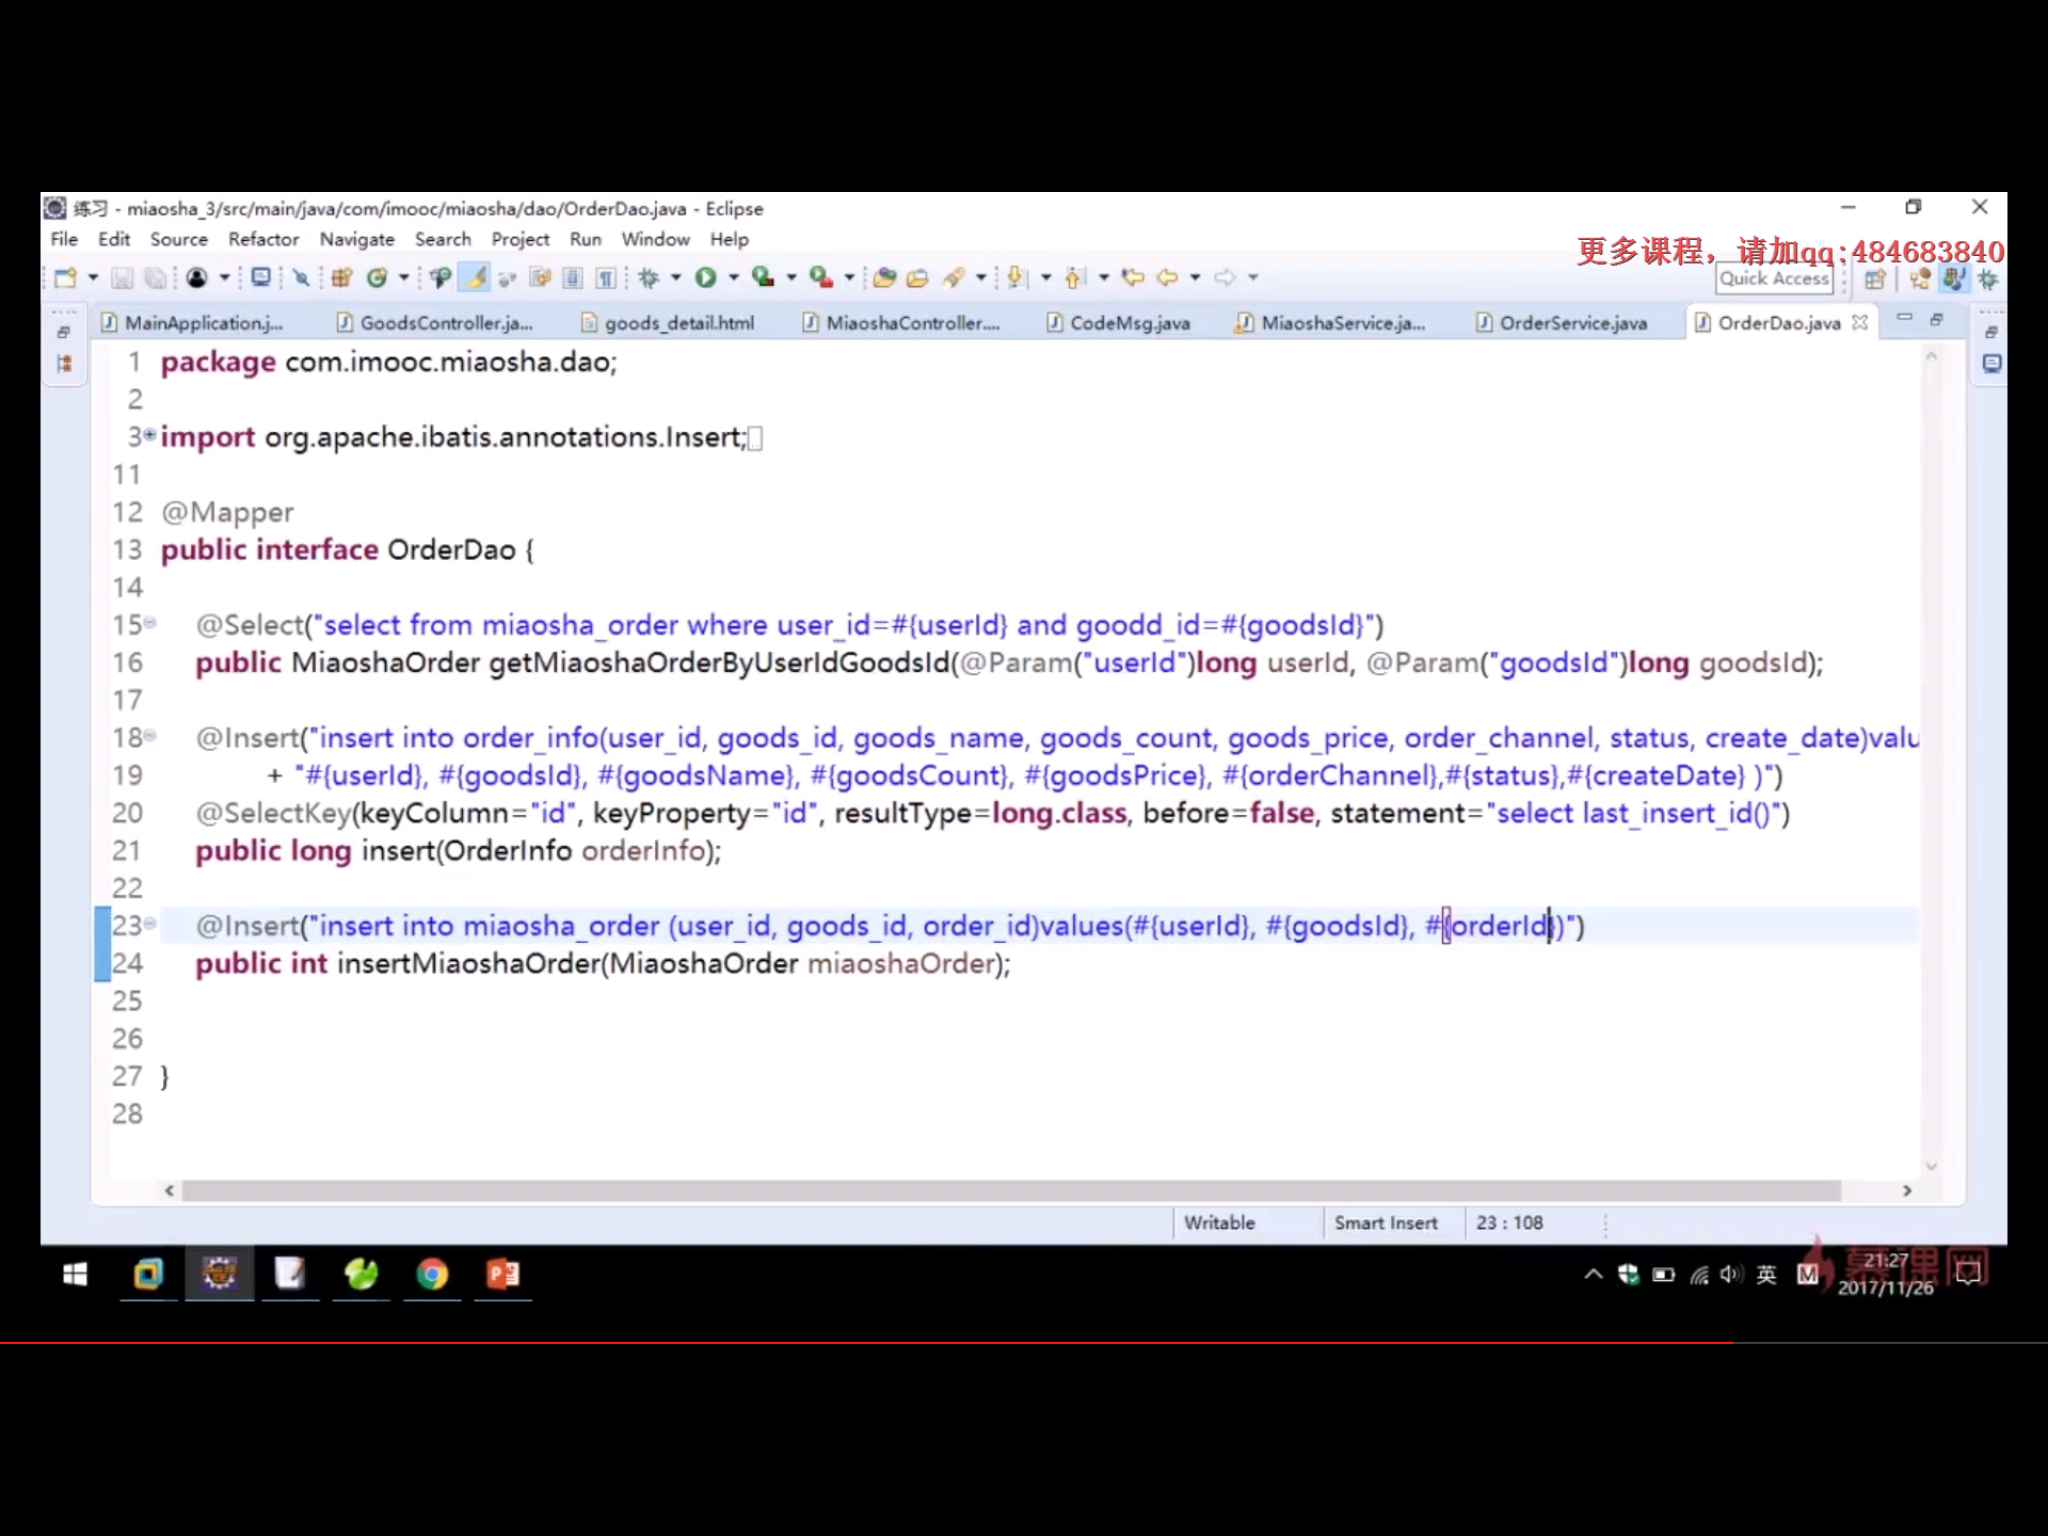 练习 - miaosha_3/src/main/java/com/imooc/miaosha/dao/OrderDao.java - Eclipse
File Edit Source Refactor Navigate Search Project Run Window Help
更多课程，请加qq:484683840
Quick Access
MainApplication.j... GoodsController.ja... goods_detail.html MiaoshaController.... CodeMsg.java MiaoshaService.ja... OrderService.java OrderDao.java
1 package com.imooc.miaosha.dao;
2
3 import org.apache.ibatis.annotations.Insert;
11
12 @Mapper
13 public interface OrderDao {
14
15 @Select("select from miaosha_order where user_id=#{userId} and goodd_id=#{goodsId}")
16 public MiaoshaOrder getMiaoshaOrderByUserIdGoodsId(@Param("userId")long userId, @Param("goodsId")long goodsId);
17
18 @Insert("insert into order_info(user_id, goods_id, goods_name, goods_count, goods_price, order_channel, status, create_date)valu
19 + "#{userId}, #{goodsId}, #{goodsName}, #{goodsCount}, #{goodsPrice}, #{orderChannel},#{status},#{createDate} )")
20 @SelectKey(keyColumn="id", keyProperty="id", resultType=long.class, before=false, statement="select last_insert_id()")
21 public long insert(OrderInfo orderInfo);
22
23 @Insert("insert into miaosha_order (user_id, goods_id, order_id)values(#{userId}, #{goodsId}, #{orderId})")
24 public int insertMiaoshaOrder(MiaoshaOrder miaoshaOrder);
25
26
27 }
28
Writable Smart Insert 23 : 108
英 M 21:27
2017/11/26
慕课网